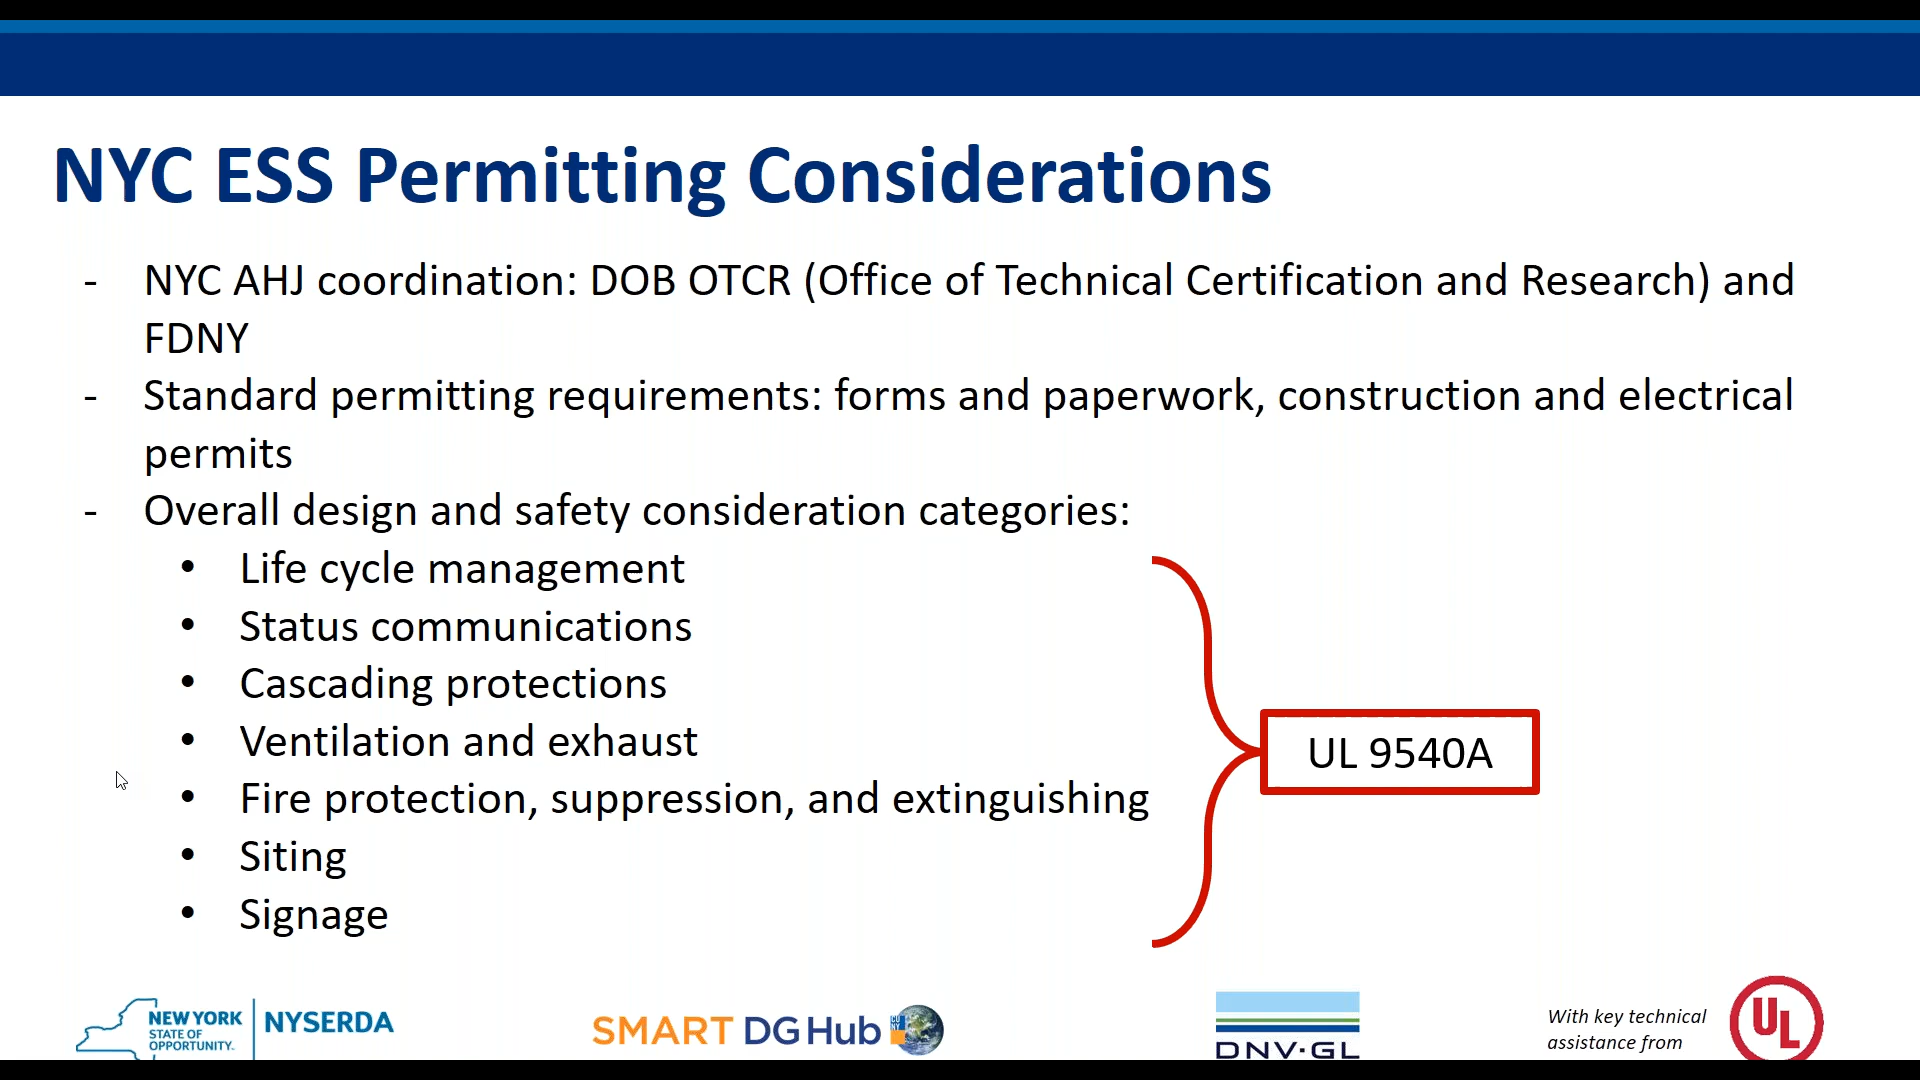 NYC ESS Permitting Considerations
- NYC AHJ coordination: DOB OTCR (Office of Technical Certification and Research) and
FDNY
- Standard permitting requirements: forms and paperwork, construction and electrical
permits
- Overall design and safety consideration categories:
• Life cycle management
• Status communications
• Cascading protections
• Ventilation and exhaust
• Fire protection, suppression, and extinguishing
• Siting
• Signage
UL 9540A
NEW YORK
STATE OF
OPPORTUNITY.
NYSERDA
SMART DG Hub
CUNY
DNV·GL
With key technical
assistance from
UL